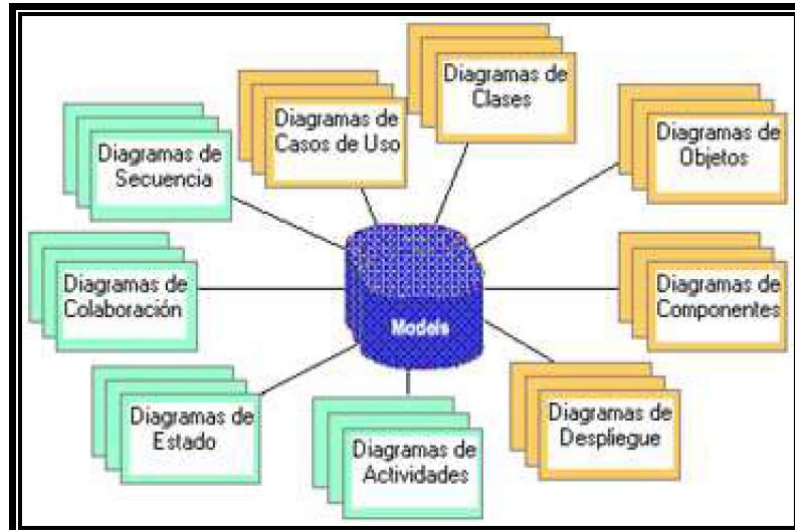 Diagramas de
Clases
Diagramas de
Casos de Uso
Diagramas de
Secuencia
Diagramas de
Objetos
Diagramas de
Colaboración
Models
Diagramas de
Componentes
Diagramas de
Estado
Diagramas de
Actividades
Diagramas de
Despliegue